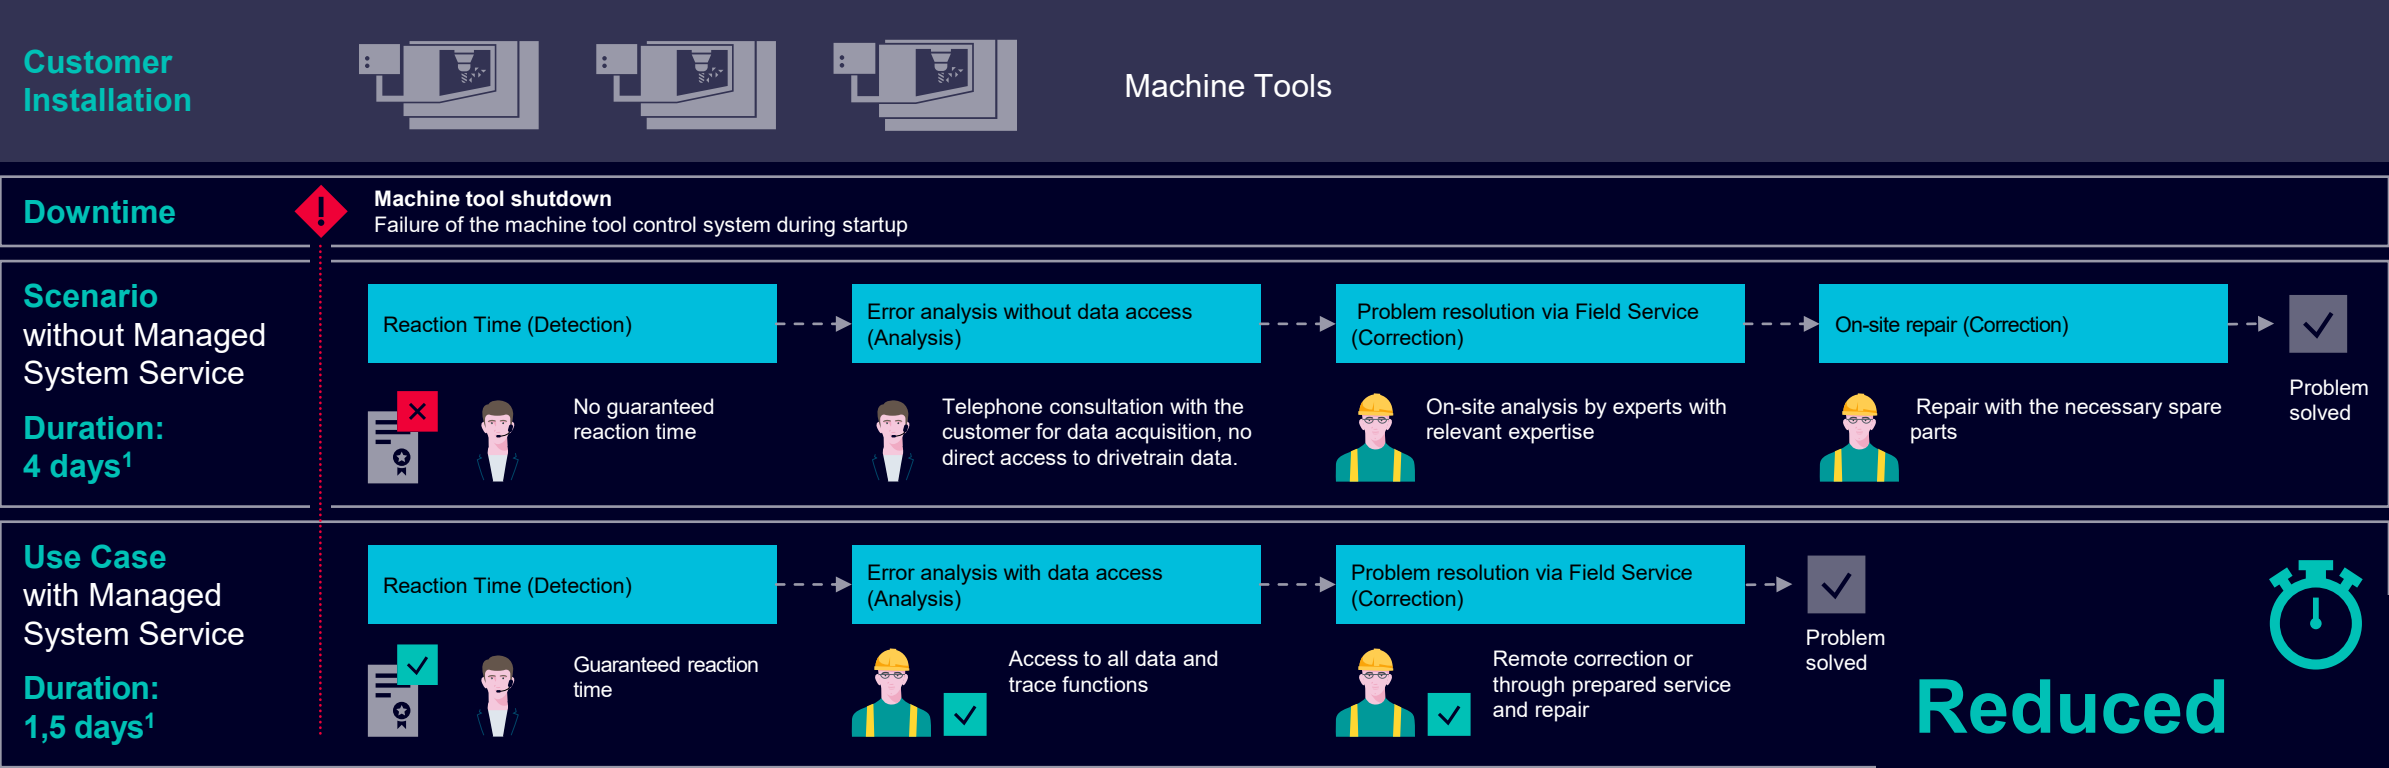 Customer
Installation
Machine Tools
Downtime
!
Machine tool shutdown
Failure of the machine tool control system during startup
Scenario
without Managed
System Service
Duration:
4 days¹
Reaction Time (Detection)
No guaranteed
reaction time
Error analysis without data access
(Analysis)
Telephone consultation with the
customer for data acquisition, no
direct access to drivetrain data.
Problem resolution via Field Service
(Correction)
On-site analysis by experts with
relevant expertise
On-site repair (Correction)
Repair with the necessary spare
parts
Problem
solved
Use Case
with Managed
System Service
Duration:
1,5 days¹
Reaction Time (Detection)
Guaranteed reaction
time
Error analysis with data access
(Analysis)
Access to all data and
trace functions
Problem resolution via Field Service
(Correction)
Remote correction or
through prepared service
and repair
Problem
solved
Reduced